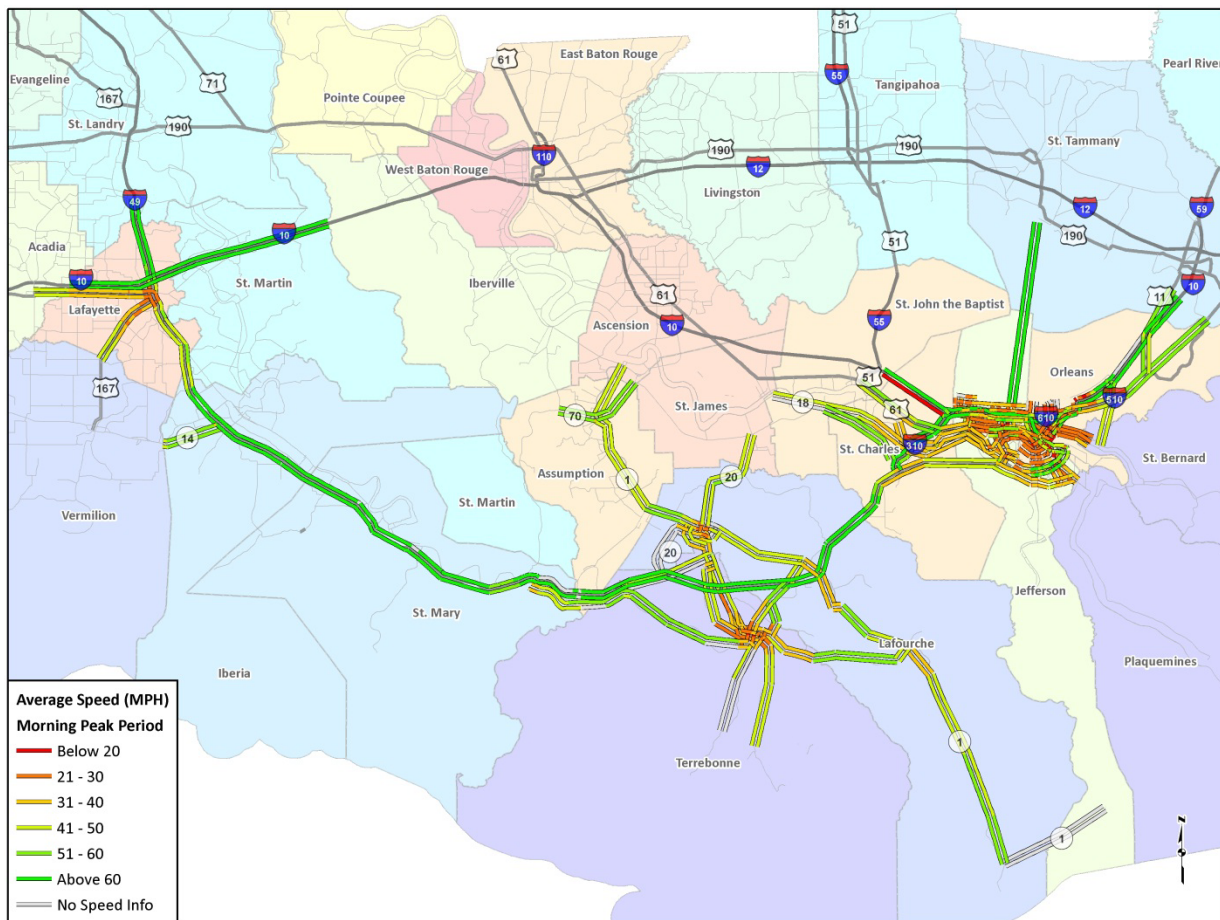 51
61
East Baton Rouge
55
Tangipahoa
Pearl River
Evangeline
71
167
Pointe Coupee
St. Landry
190
110
190
190
St. Tammany
West Baton Rouge
12
Livingston
49
12
59
51
190
10
Acadia
St. Martin
Iberville
10
61
St. John the Baptist
11
10
Lafayette
Ascension
10
55
Orleans
167
51
18
61
610
510
70
St. James
310
St. Charles
14
Assumption
St. Bernard
1
20
St. Martin
Vermilion
20
Jefferson
St. Mary
Lafourche
Iberia
Plaquemines
1
Terrebonne
1
N
Average Speed (MPH)
Morning Peak Period
Below 20
21 - 30
31 - 40
41 - 50
51 - 60
Above 60
No Speed Info